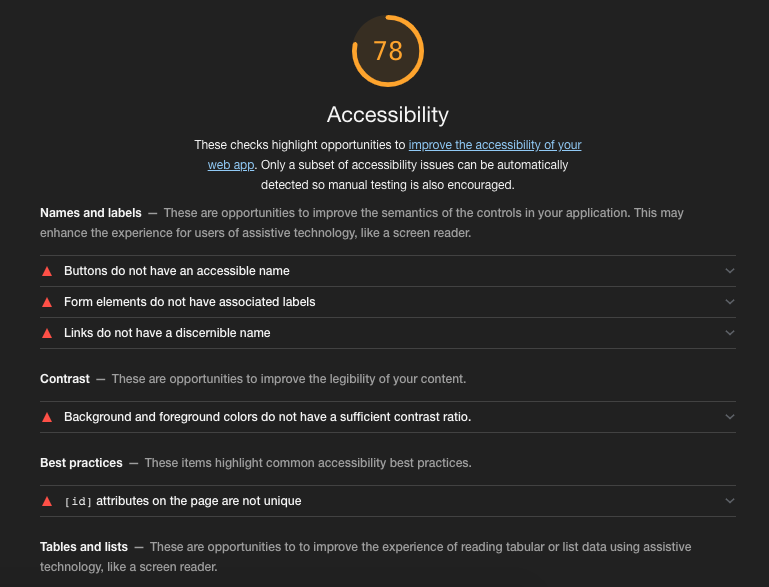 78
Accessibility
These checks highlight opportunities to improve the accessibility of your
web app. Only a subset of accessibility issues can be automatically
detected so manual testing is also encouraged.
Names and labels — These are opportunities to improve the semantics of the controls in your application. This may
enhance the experience for users of assistive technology, like a screen reader.
Buttons do not have an accessible name
Form elements do not have associated labels
Links do not have a discernible name
Contrast — These are opportunities to improve the legibility of your content.
Background and foreground colors do not have a sufficient contrast ratio.
Best practices — These items highlight common accessibility best practices.
[id] attributes on the page are not unique
Tables and lists — These are opportunities to to improve the experience of reading tabular or list data using assistive
technology, like a screen reader.